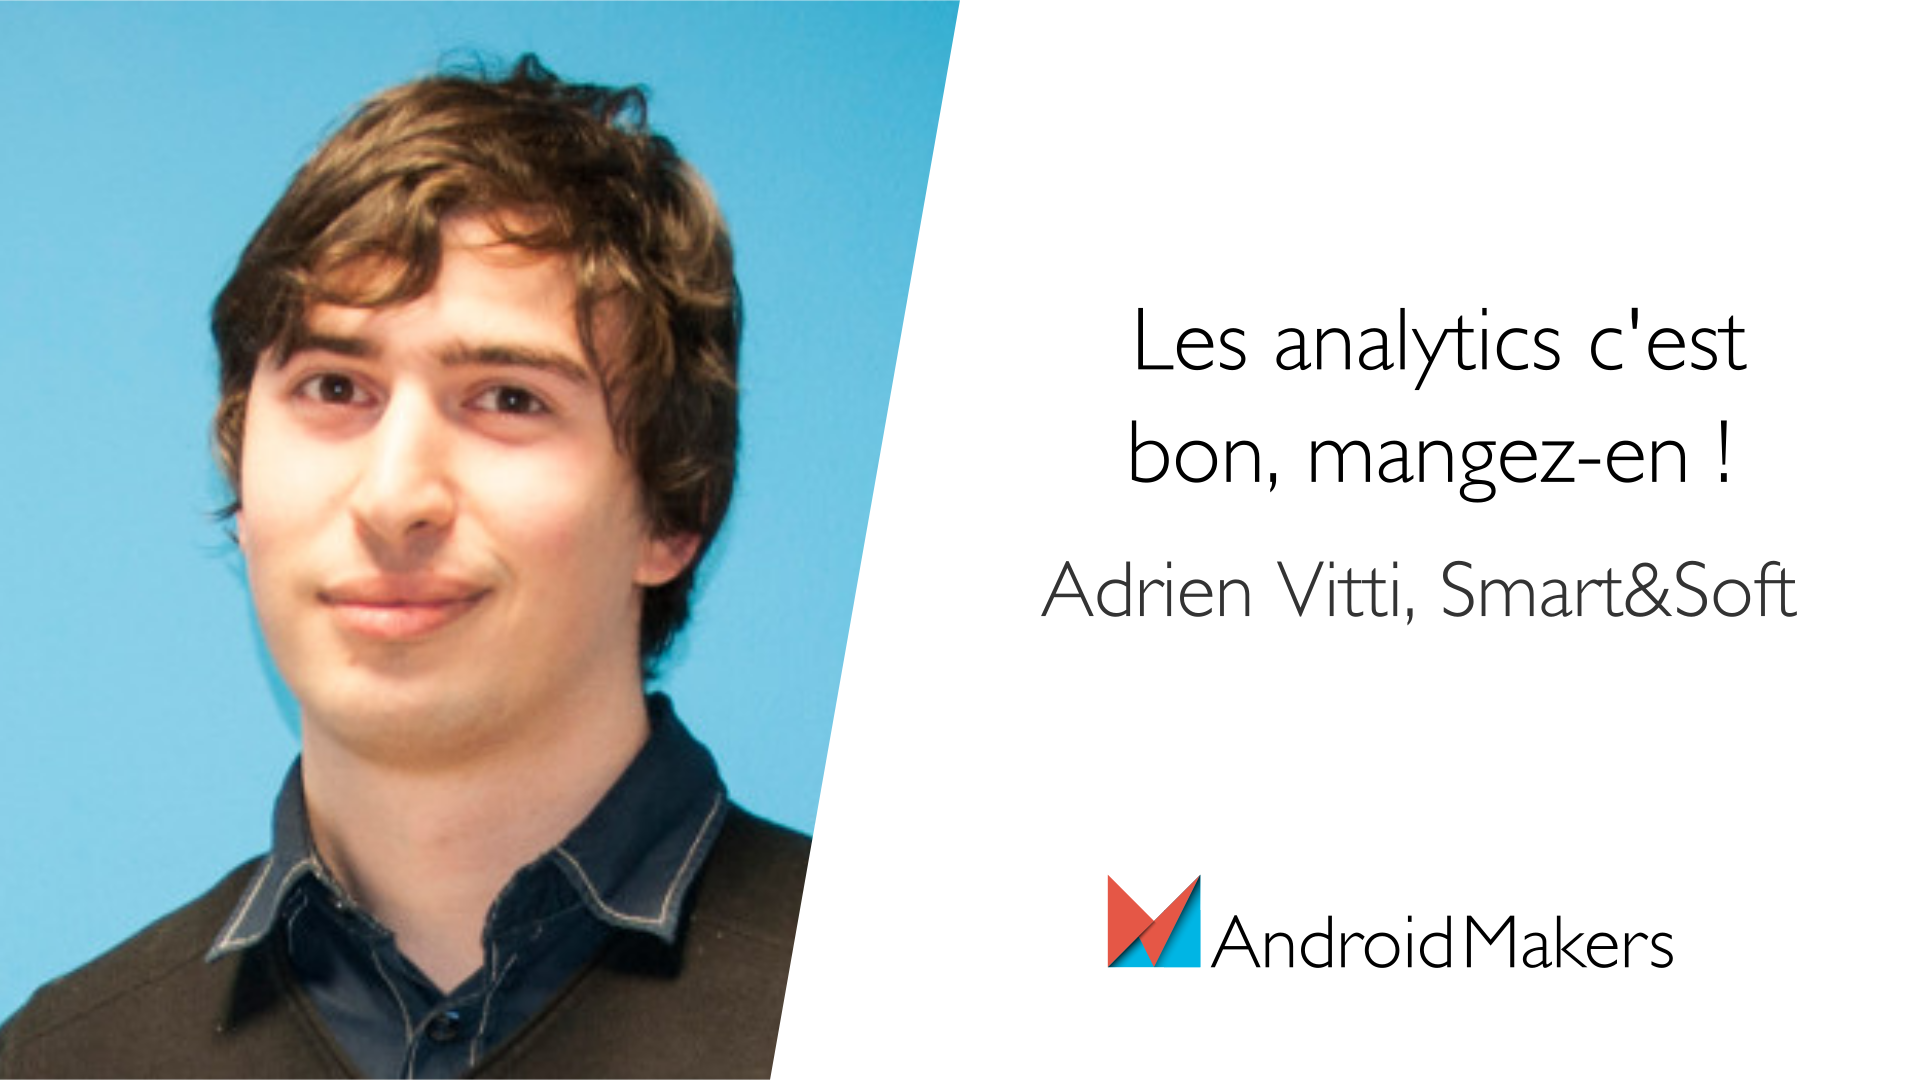 Les analytics c'est
bon, mangez-en !
Adrien Vitti, Smart&Soft
AndroidMakers